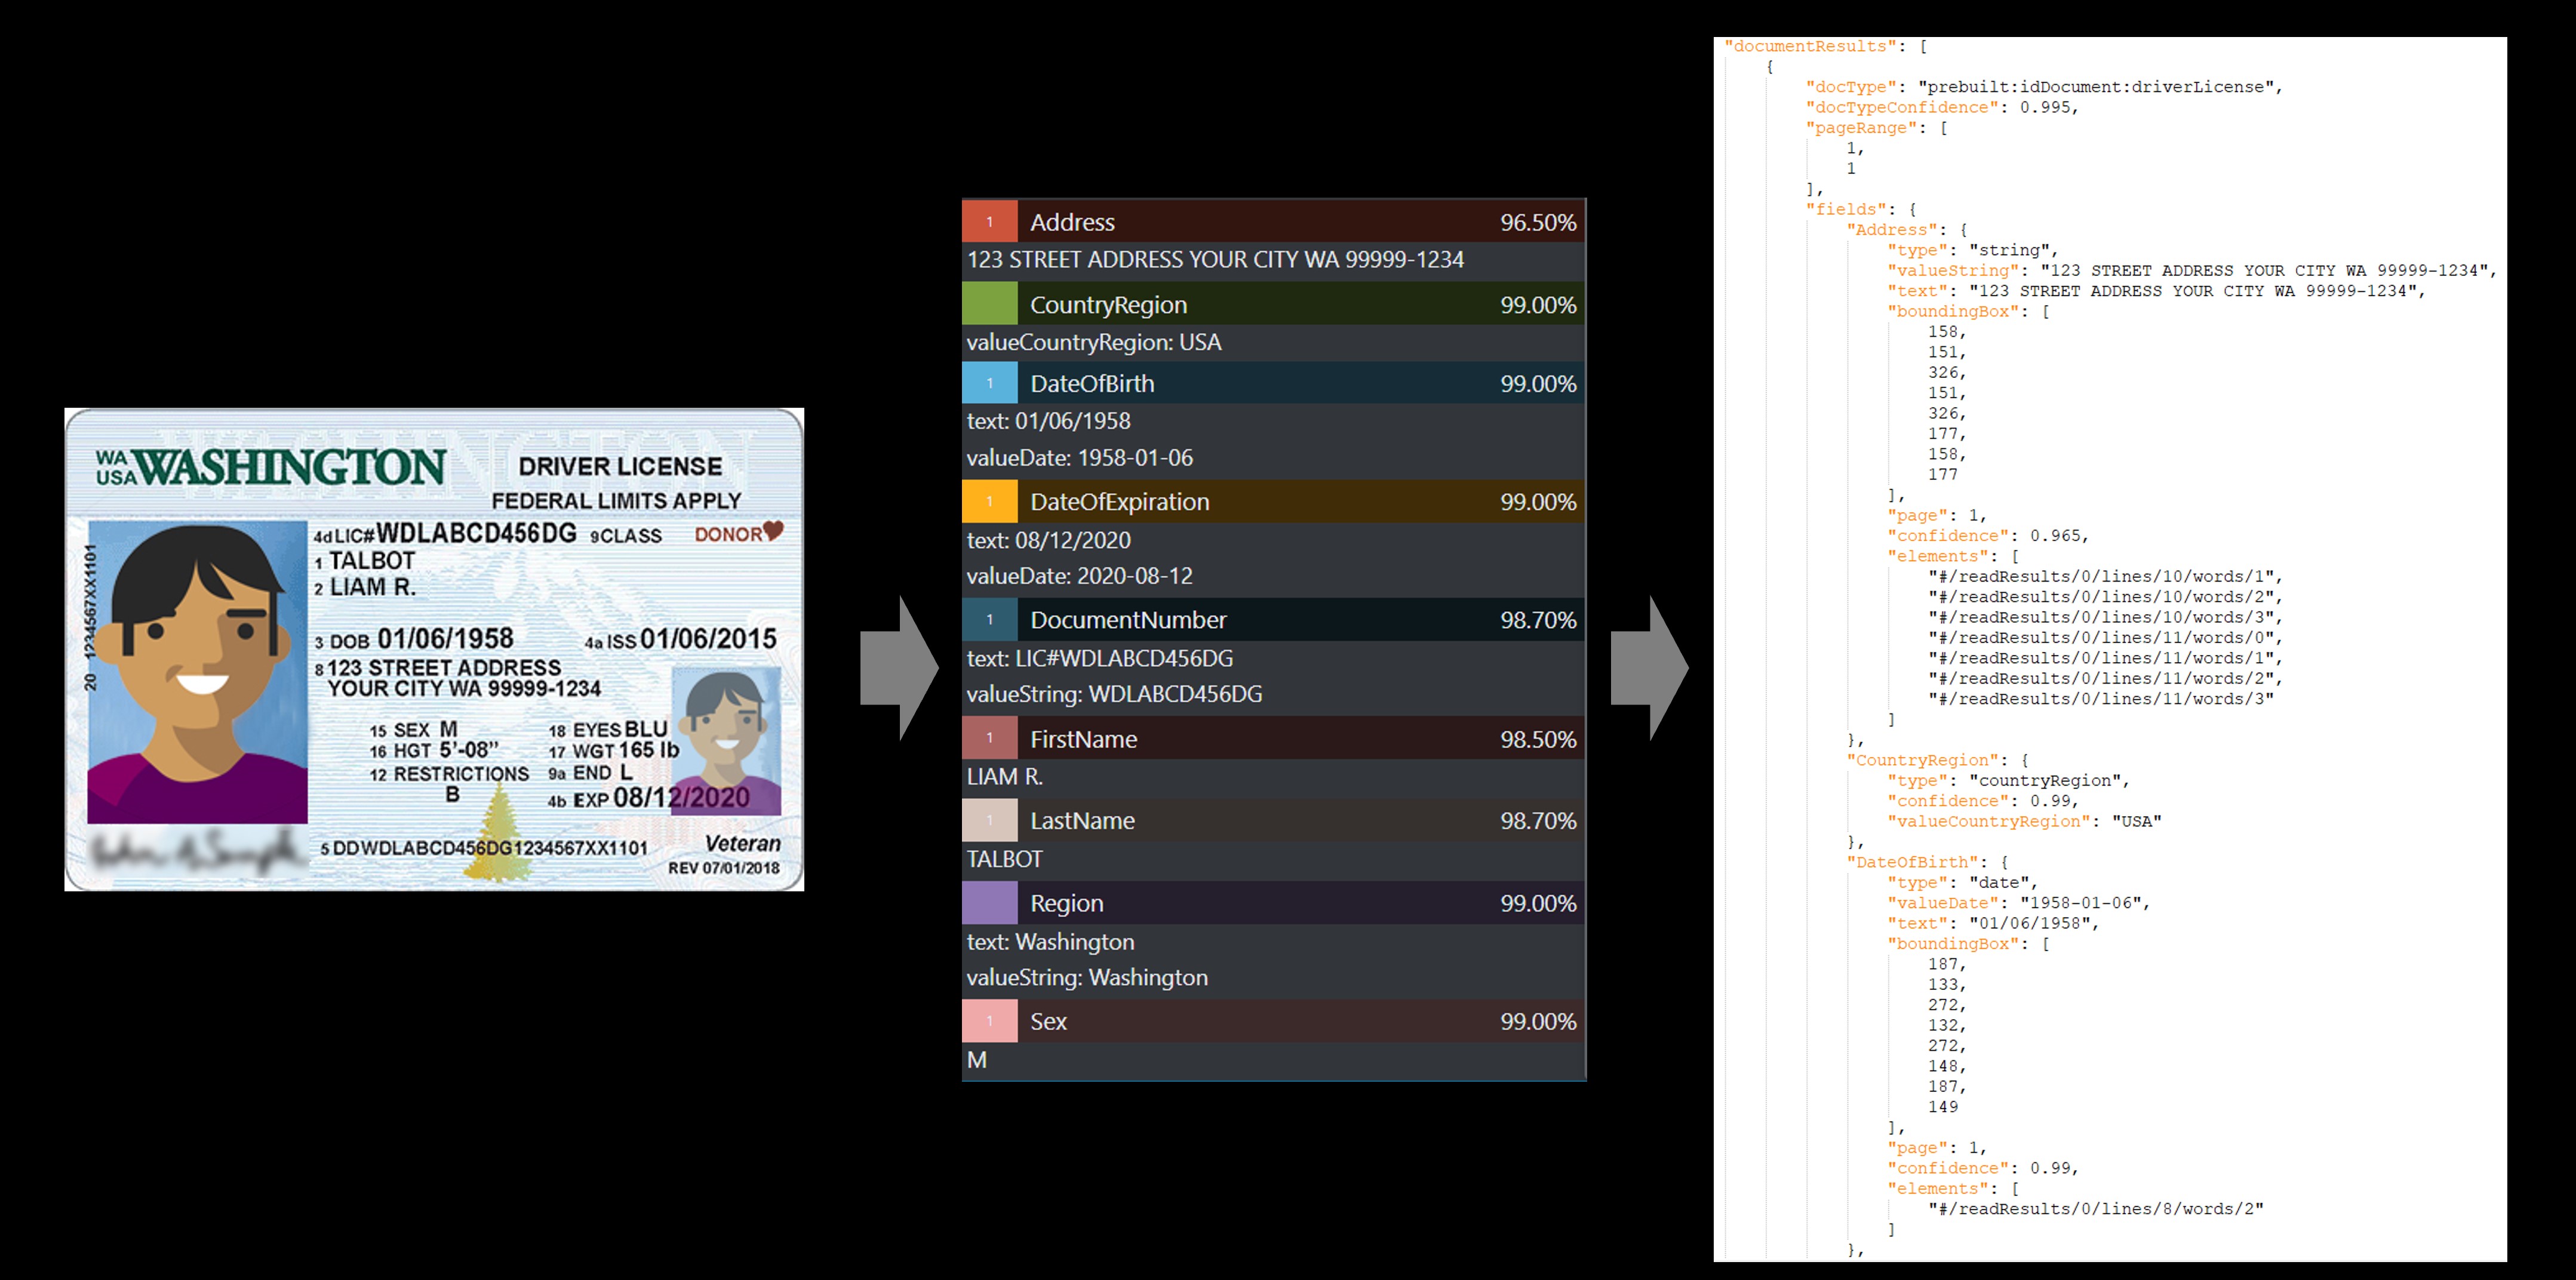 WA
USA WASHINGTON
DRIVER LICENSE
FEDERAL LIMITS APPLY
20 1234567XX1101
4d LIC#WDLABCD456DG 9CLASS DONOR
1 TALBOT
2 LIAM R.
3 DOB 01/06/1958 4a ISS 01/06/2015
8 123 STREET ADDRESS
YOUR CITY WA 99999-1234
15 SEX M 18 EYES BLU
16 HGT 5'-08” 17 WGT 165 lb
12 RESTRICTIONS 9a END L
B 4b EXP 08/12/2020
5 DDWDLABCD456DG1234567XX1101 Veteran
REV 07/01/2018
1 Address 96.50%
123 STREET ADDRESS YOUR CITY WA 99999-1234
CountryRegion 99.00%
valueCountryRegion: USA
1 DateOfBirth 99.00%
text: 01/06/1958
valueDate: 1958-01-06
1 DateOfExpiration 99.00%
text: 08/12/2020
valueDate: 2020-08-12
1 DocumentNumber 98.70%
text: LIC#WDLABCD456DG
valueString: WDLABCD456DG
1 FirstName 98.50%
LIAM R.
1 LastName 98.70%
TALBOT
Region 99.00%
text: Washington
valueString: Washington
1 Sex 99.00%
M
"documentResults": [
{
"docType": "prebuilt:idDocument:driverLicense",
"docTypeConfidence": 0.995,
"pageRange": [
1,
1
],
"fields": {
"Address": {
"type": "string",
"valueString": "123 STREET ADDRESS YOUR CITY WA 99999-1234",
"text": "123 STREET ADDRESS YOUR CITY WA 99999-1234",
"boundingBox": [
158,
151,
326,
151,
326,
177,
158,
177
],
"page": 1,
"confidence": 0.965,
"elements": [
"#/readResults/0/lines/10/words/1",
"#/readResults/0/lines/10/words/2",
"#/readResults/0/lines/10/words/3",
"#/readResults/0/lines/11/words/0",
"#/readResults/0/lines/11/words/1",
"#/readResults/0/lines/11/words/2",
"#/readResults/0/lines/11/words/3"
]
},
"CountryRegion": {
"type": "countryRegion",
"confidence": 0.99,
"valueCountryRegion": "USA"
},
"DateOfBirth": {
"type": "date",
"valueDate": "1958-01-06",
"text": "01/06/1958",
"boundingBox": [
187,
133,
272,
132,
272,
148,
187,
149
],
"page": 1,
"confidence": 0.99,
"elements": [
"#/readResults/0/lines/8/words/2"
]
},